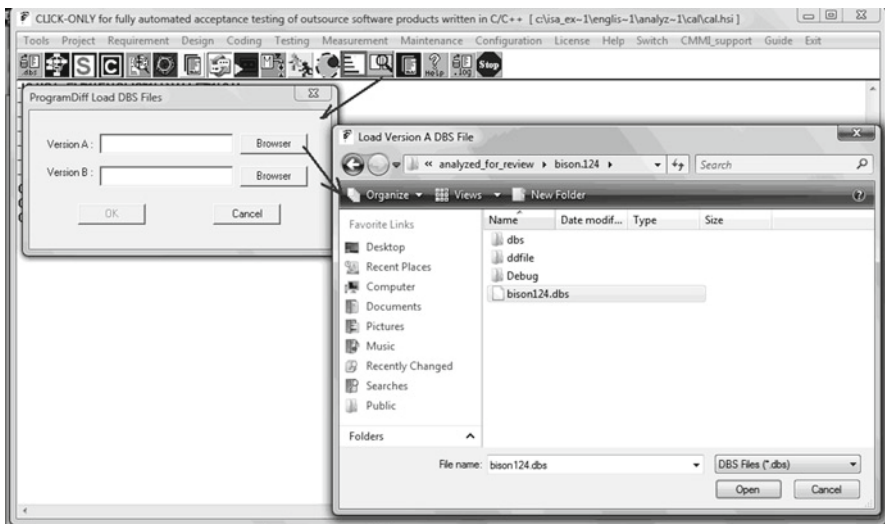 CLICK-ONLY for fully automated acceptance testing of outsource software products written in C/C++ [ c:\isa_ex~1\englis~1\analyz~1\cal\cal.hsi ]
Tools Project Requirement Design Coding Testing Measurement Maintenance Configuration License Help Switch CMMI_support Guide Exit
dbs S C Help .log Stop
ProgramDiff Load DBS Files
Version A : Browser
Version B : Browser
OK Cancel
Load Version A DBS File
« analyzed_for_review bison.124 Search
Organize Views New Folder
Favorite Links
Desktop
Recent Places
Computer
Documents
Pictures
Music
Recently Changed
Searches
Public
Folders
Name Date modif... Type Size
dbs
ddfile
Debug
bison124.dbs
File name: bison124.dbs DBS Files (*.dbs)
Open Cancel